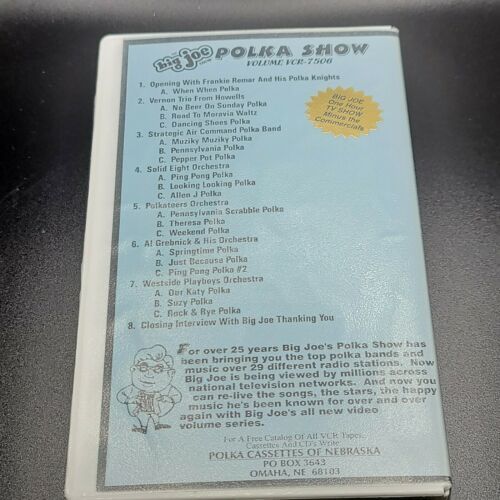 big Joe POLKA SHOW
VOLUME VCR-7506
1. Opening With Frankie Remar And His Polka Knights
A. When When Polka
2. Vernon Trio From Howells
A. No Beer On Sunday Polka
B. Road To Moravia Waltz
C. Dancing Shoes Polka
3. Strategic Air Command Polka Band
A. Muziky Muziky Polka
B. Pennsylvania Polka
C. Pepper Pot Polka
4. Solid Eight Orchestra
A. Ping Pong Polka
B. Looking Looking Polka
C. Allen J Polka
5. Polkateers Orchestra
A. Pennsylvania Scrabble Polka
B. Theresa Polka
C. Weekend Polka
6. Al Grebnick & His Orchestra
A. Springtime Polka
B. Just Because Polka
C. Ping Pong Polka #2
7. Westside Playboys Orchestra
A. Our Katy Polka
B. Suzy Polka
C. Rock & Rye Polka
8. Closing Interview With Big Joe Thanking You
BIG JOE
One Hour
TV SHOW
Minus the
Commercials
For over 25 years Big Joe's Polka Show has
been bringing you the top polka bands and
music over 29 different radio stations. Now
Big Joe is being viewed by millions across
national television networks. And now you
can re-live the songs, the stars, the happy
music he's been known for over and over
again with Big Joe's all new video
volume series.
For A Free Catalog Of All VCR Tapes,
Cassettes And CD's Write
POLKA CASSETTES OF NEBRASKA
PO BOX 3643
OMAHA, NE 68103